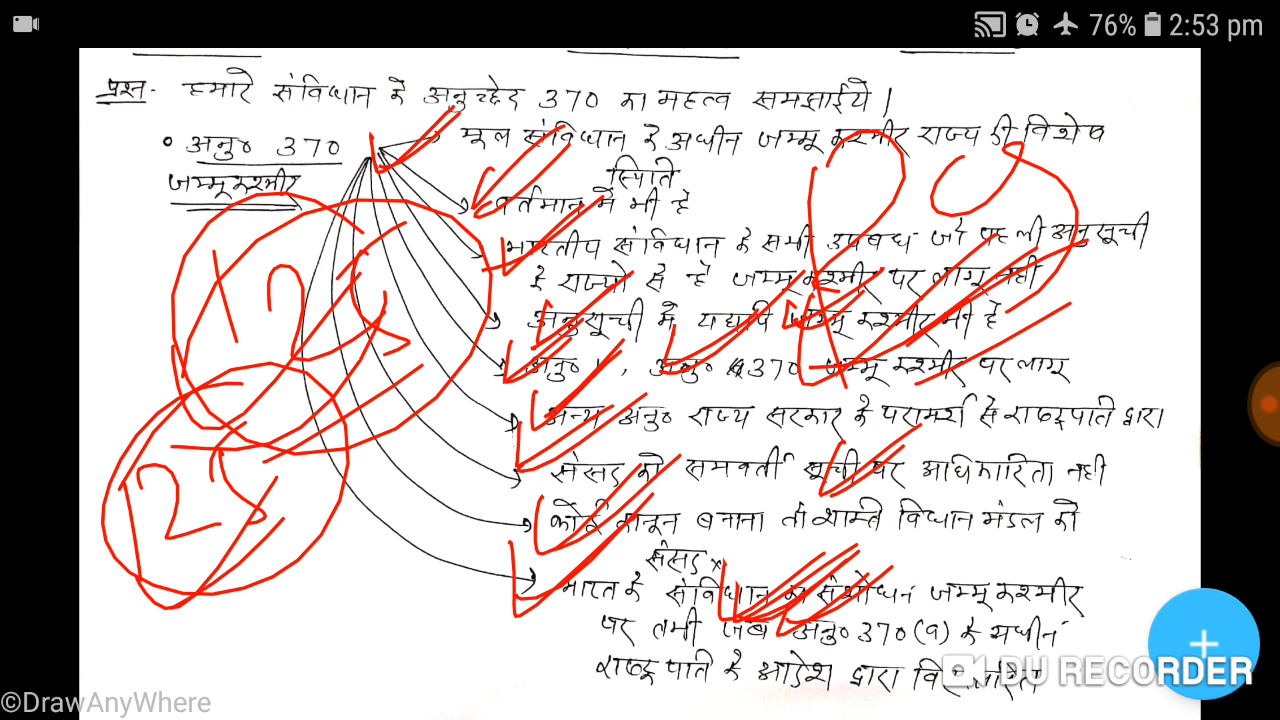 76% 2:53 pm
प्रश्न- हमारे संविधान के अनुच्छेद 370 का महत्व समझाईये।
अनु० 370
जम्मू कश्मीर
मूल संविधान के अधीन जम्मू कश्मीर राज्य की विशेष
स्थिति
वर्तमान में भी है
भारतीय संविधान के सभी उपबंध जो पहली अनुसूची
के राज्यों से है जम्मू कश्मीर पर लागू नही
अनुसूची में यद्यपि जम्मू कश्मीर भी है
अनु० 1, अनु० 370 जम्मू कश्मीर पर लागू
अन्य अनु० राज्य सरकार के परामर्श से राष्ट्रपति द्वारा
संसद को समवर्ती सूची पर अधिकारिता नही
कोई कानून बनाना तो शक्ति विधान मंडल को
संसद x
भारत के संविधान का संशोधन जम्मू कश्मीर
पर तभी जब अनु० 370(1) के अधीन
राष्ट्रपति के आदेश द्वारा
12
12
DU RECORDER
©DrawAnyWhere